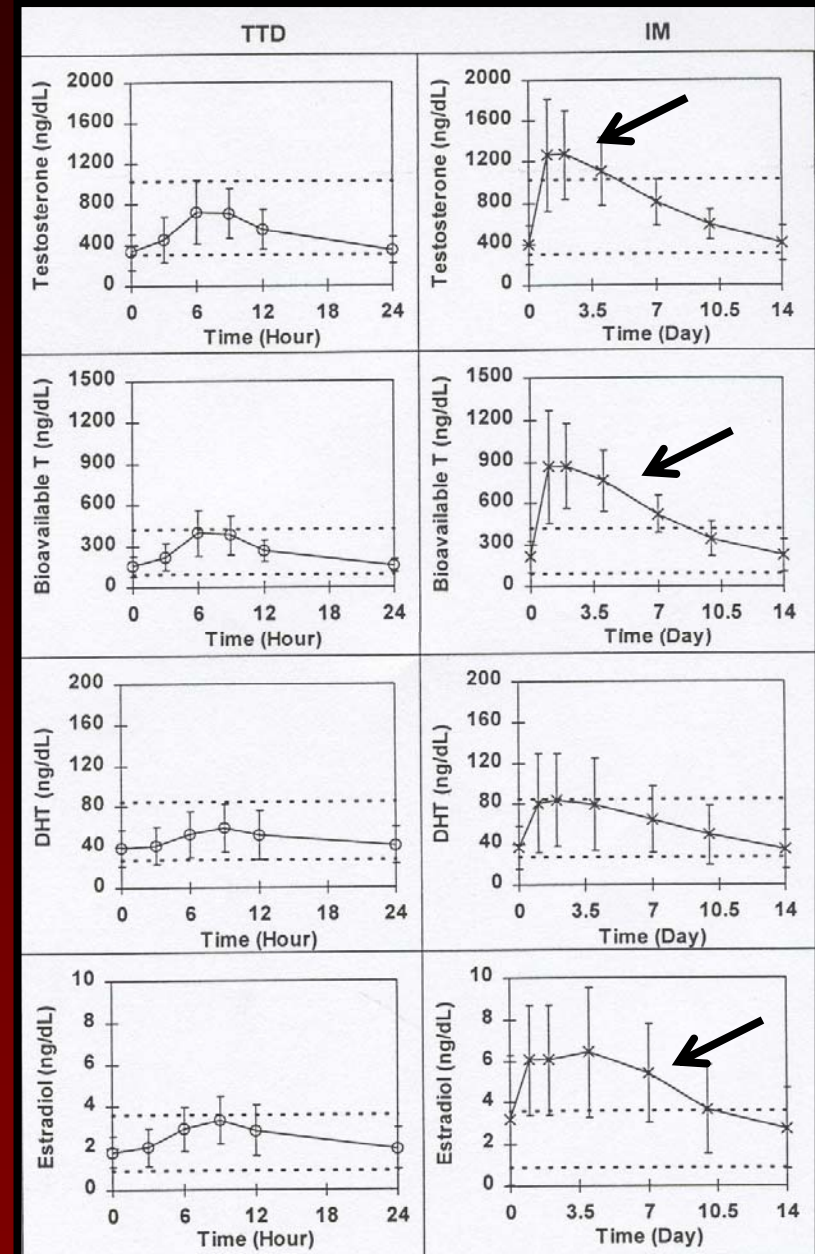 TTD
IM
Testosterone (ng/dL)
2000
1600
1200
800
400
0
0 6 12 18 24
Time (Hour)
Testosterone (ng/dL)
2000
1600
1200
800
400
0
0 3.5 7 10.5 14
Time (Day)
Bioavailable T (ng/dL)
1500
1200
900
600
300
0
0 6 12 18 24
Time (Hour)
Bioavailable T (ng/dL)
1500
1200
900
600
300
0
0 3.5 7 10.5 14
Time (Day)
DHT (ng/dL)
200
160
120
80
40
0
0 6 12 18 24
Time (Hour)
DHT (ng/dL)
200
160
120
80
40
0
0 3.5 7 10.5 14
Time (Day)
Estradiol (ng/dL)
10
8
6
4
2
0
0 6 12 18 24
Time (Hour)
Estradiol (ng/dL)
10
8
6
4
2
0
0 3.5 7 10.5 14
Time (Day)